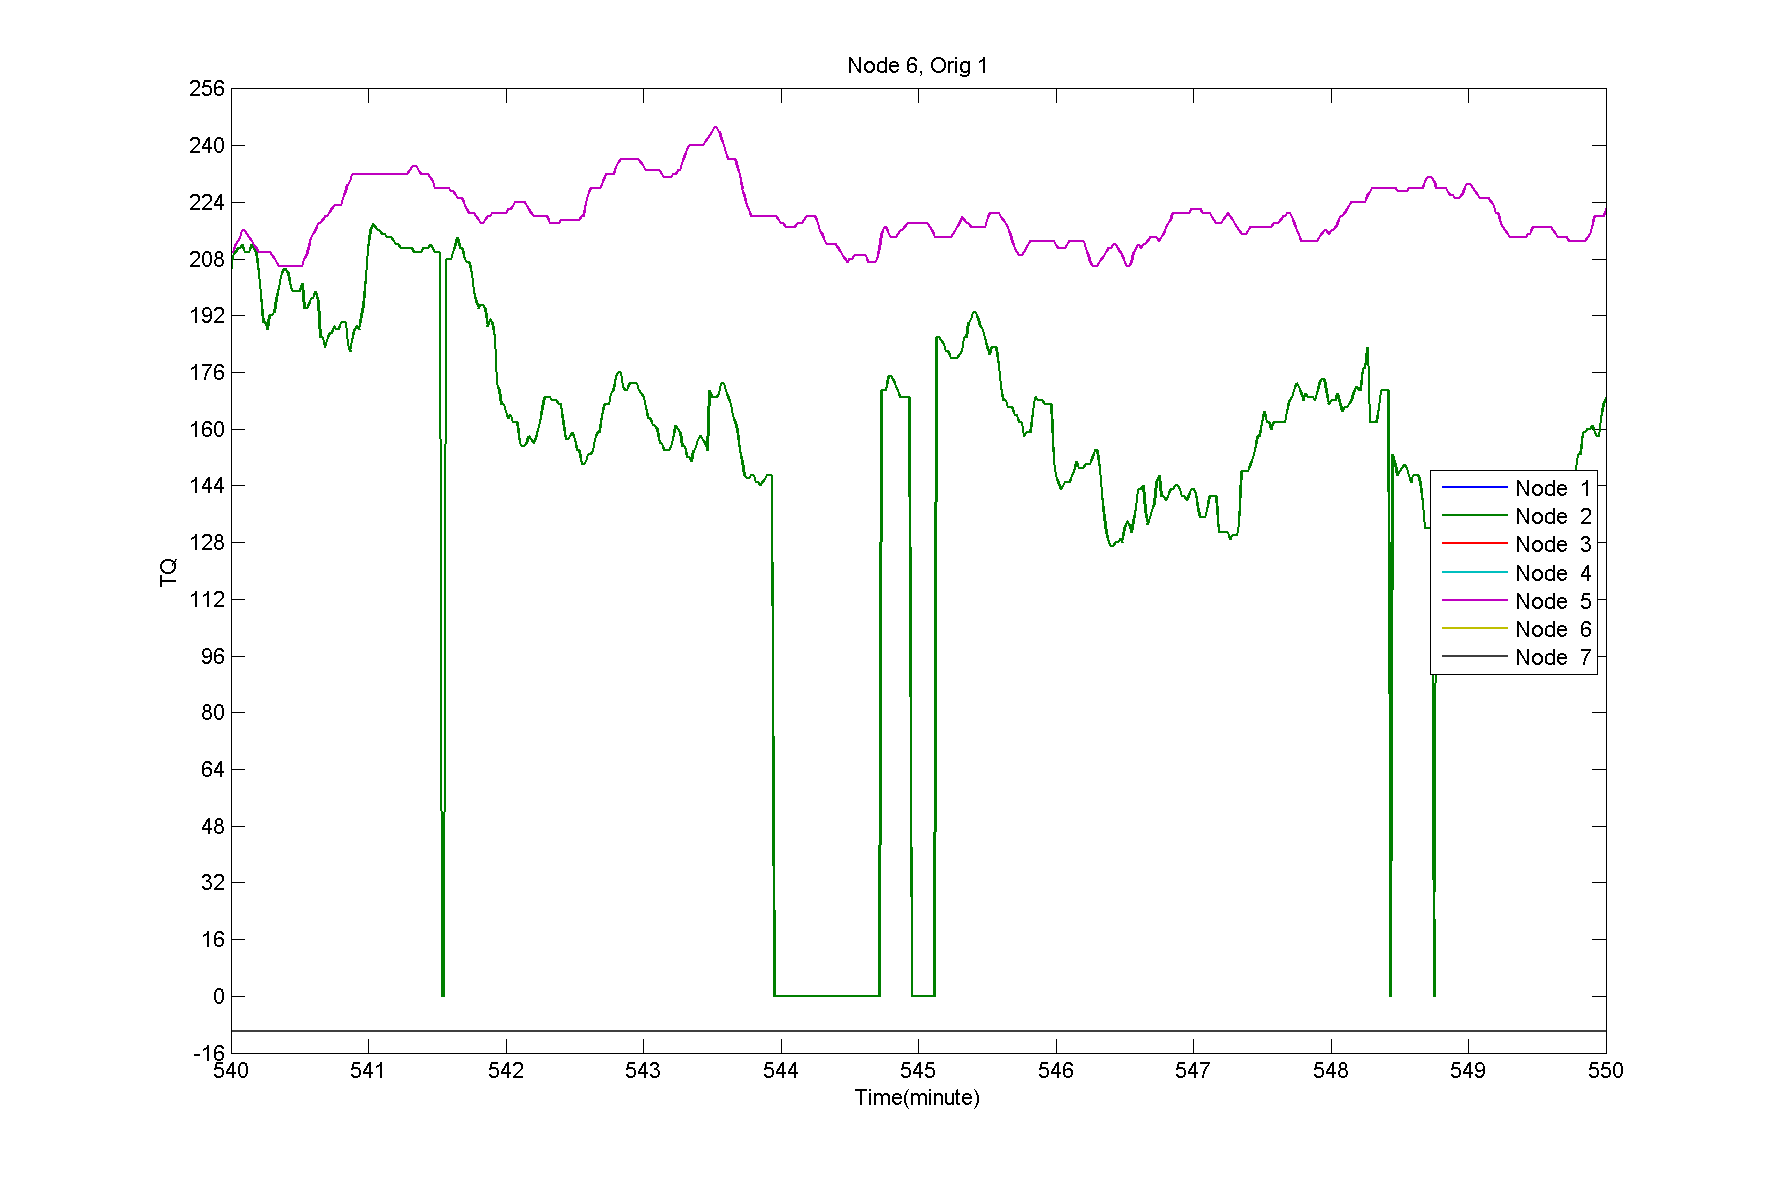 Node 6, Orig 1
256
240
224
208
192
176
160
144
128
112
96
80
64
48
32
16
0
-16
TQ
Node 1
Node 2
Node 3
Node 4
Node 5
Node 6
Node 7
540 541 542 543 544 545 546 547 548 549 550
Time(minute)